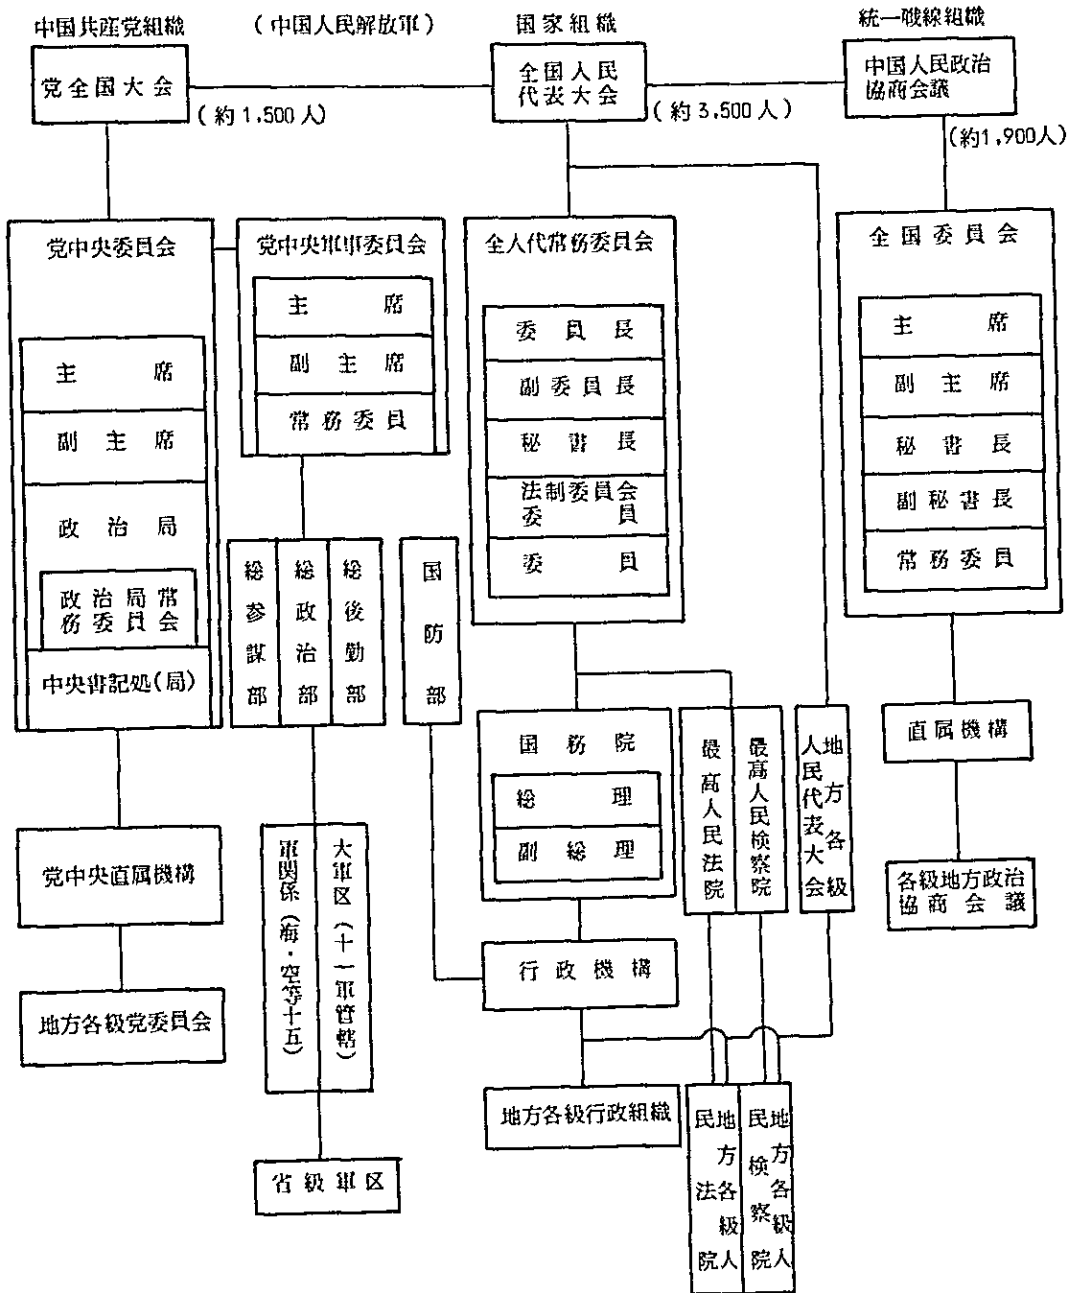 中国共産党組織
(中国人民解放軍)
国家組織
統一戦線組織
党全国大会
(約1,500人)
全国人民
代表大会
(約3,500人)
中国人民政治
協商会議
(約1,900人)
党中央委員会
主席
副主席
政治局
政治局常
務委員会
中央書記処(局)
党中央軍事委員会
主席
副主席
常務委員
全人代常務委員会
委員長
副委員長
秘書長
法制委員会
委員
委員
全国委員会
主席
副主席
秘書長
副秘書長
常務委員
総参謀部
総政治部
総後勤部
国防部
国務院
総理
副総理
最高人民法院
最高人民検察院
地方各級
人民代表大会
直属機構
党中央直属機構
大軍区(十一軍管轄)
軍関係(海・空等十五)
各級地方政治
協商会議
行政機構
地方各級党委員会
地方各級行政組織
地方各級人
民法院
地方各級人
民検察院
省級軍区